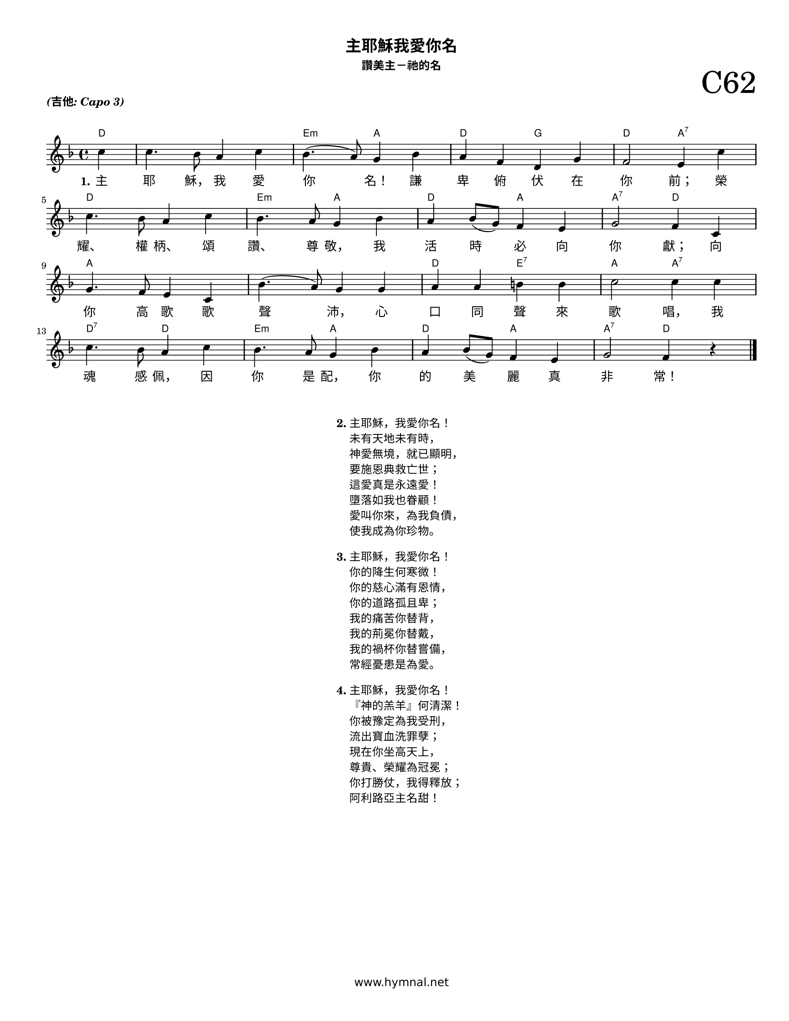 主耶穌我愛你名
讚美主－祂的名
C62
(吉他: Capo 3)
D Em A D G D A7
1. 主 耶 穌， 我 愛 你 名！ 謙 卑 俯 伏 在 你 前； 榮
5 D Em A D A A7 D
耀、 權 柄、 頌 讚、 尊 敬， 我 活 時 必 向 你 獻； 向
9 A D E7 A A7
你 高 歌 歌 聲 沛， 心 口 同 聲 來 歌 唱， 我
13 D7 D Em A D A A7 D
魂 感 佩， 因 你 是 配， 你 的 美 麗 真 非 常！
2. 主耶穌，我愛你名！
未有天地未有時，
神愛無境，就已顯明，
要施恩典救亡世；
這愛真是永遠愛！
墮落如我也眷顧！
愛叫你來，為我負債，
使我成為你珍物。
3. 主耶穌，我愛你名！
你的降生何寒微！
你的慈心滿有恩情，
你的道路孤且卑；
我的痛苦你替背，
我的荊冕你替戴，
我的禍杯你替嘗備，
常經憂患是為愛。
4. 主耶穌，我愛你名！
『神的羔羊』何清潔！
你被豫定為我受刑，
流出寶血洗罪孽；
現在你坐高天上，
尊貴、榮耀為冠冕；
你打勝仗，我得釋放；
阿利路亞主名甜！
www.hymnal.net